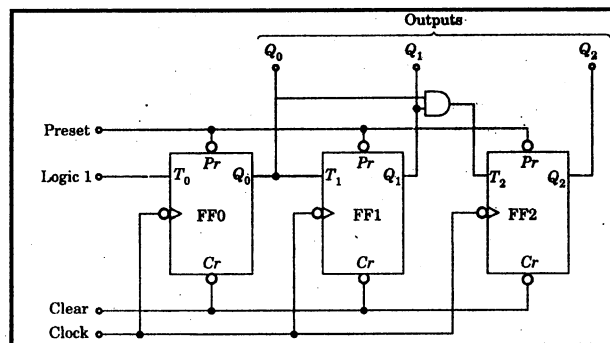 Outputs
Q0 Q1 Q2
Preset
Pr Pr Pr
Logic 1 T0 Q0 T1 Q1 T2 Q2
FF0 FF1 FF2
Cr Cr Cr
Clear
Clock